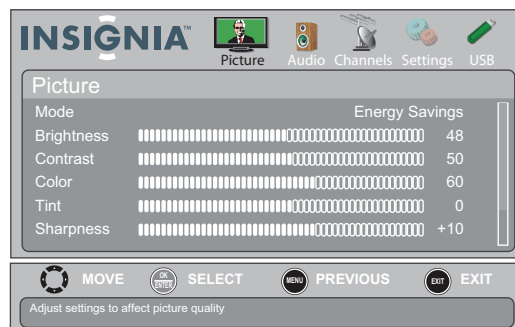 INSIGNIA™
Picture Audio Channels Settings USB
Picture
Mode Energy Savings
Brightness 48
Contrast 50
Color 60
Tint 0
Sharpness +10
MOVE OK ENTER SELECT MENU PREVIOUS EXIT EXIT
Adjust settings to affect picture quality